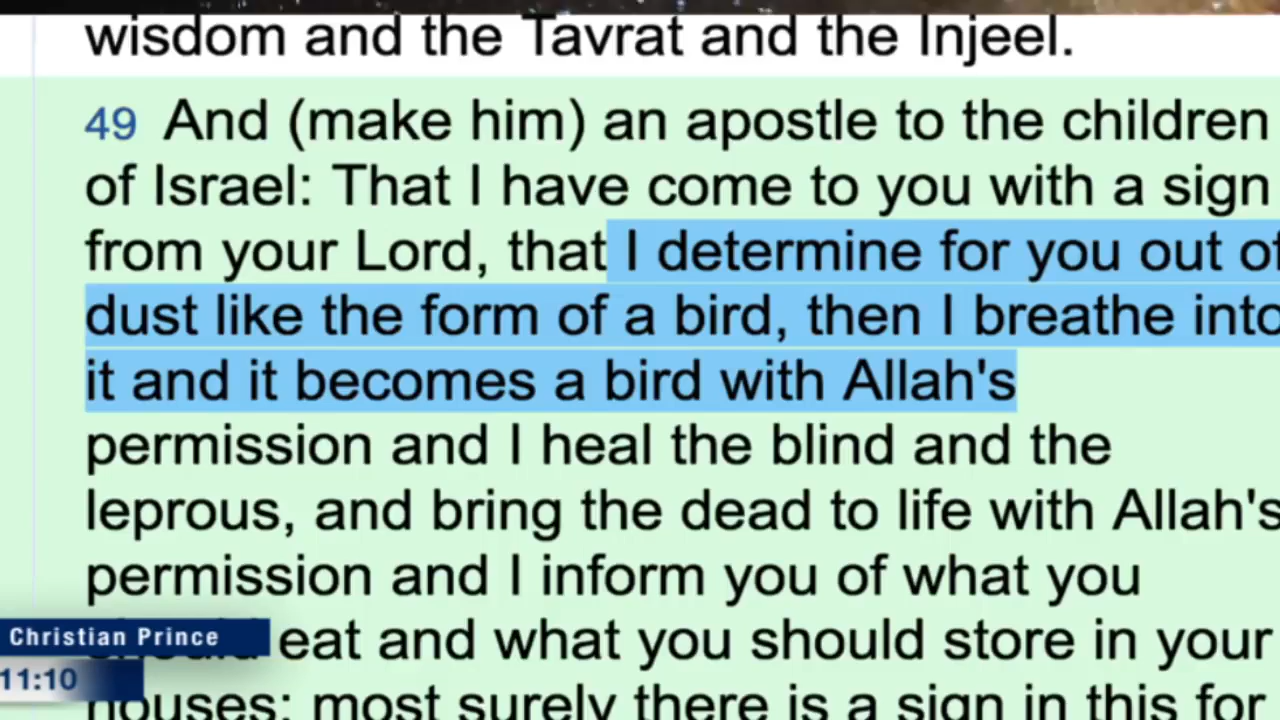 wisdom and the Tavrat and the Injeel.
49 And (make him) an apostle to the children
of Israel: That I have come to you with a sign
from your Lord, that I determine for you out of
dust like the form of a bird, then I breathe into
it and it becomes a bird with Allah's
permission and I heal the blind and the
leprous, and bring the dead to life with Allah's
permission and I inform you of what you
should eat and what you should store in your
houses; most surely there is a sign in this for
Christian Prince
11:10